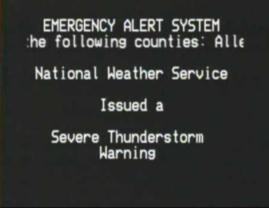 EMERGENCY ALERT SYSTEM
he following counties: Alle
National Weather Service
Issued a
Severe Thunderstorm
Warning